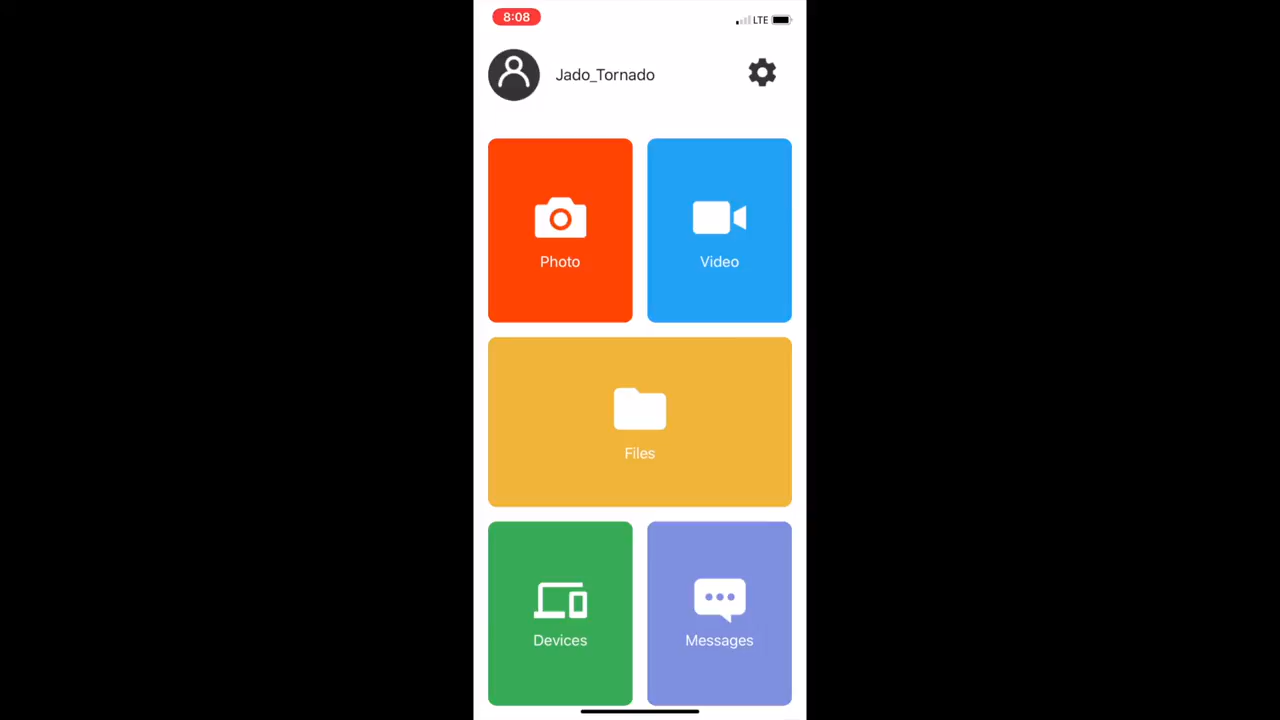 8:08
LTE
Jado_Tornado
Photo
Video
Files
Devices
Messages